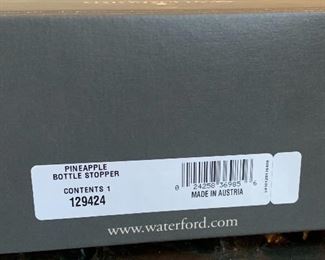 PINEAPPLE
BOTTLE STOPPER
CONTENTS 1
129424
0 24258 36985 6
MADE IN AUSTRIA
www.waterford.com